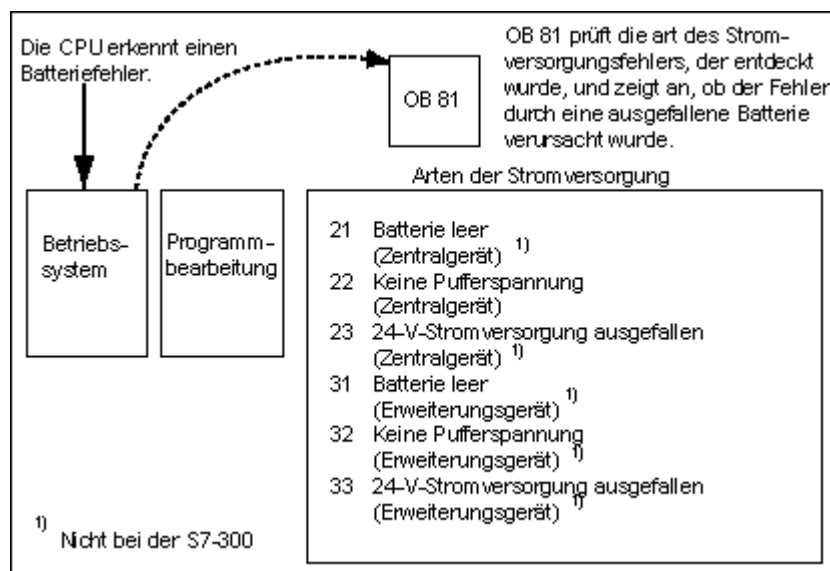 Die CPU erkennt einen
Batteriefehler.
OB 81
OB 81 prüft die art des Strom-
versorgungsfehlers, der entdeckt
wurde, und zeigt an, ob der Fehler
durch eine ausgefallene Batterie
verursacht wurde.
Betriebs-
system
Programm-
bearbeitung
Arten der Stromversorgung
21 Batterie leer
(Zentralgerät) 1)
22 Keine Pufferspannung
(Zentralgerät)
23 24-V-Stromversorgung ausgefallen
(Zentralgerät) 1)
31 Batterie leer
(Erweiterungsgerät) 1)
32 Keine Pufferspannung
(Erweiterungsgerät) 1)
33 24-V-Stromversorgung ausgefallen
(Erweiterungsgerät) 1)
1) Nicht bei der S7-300